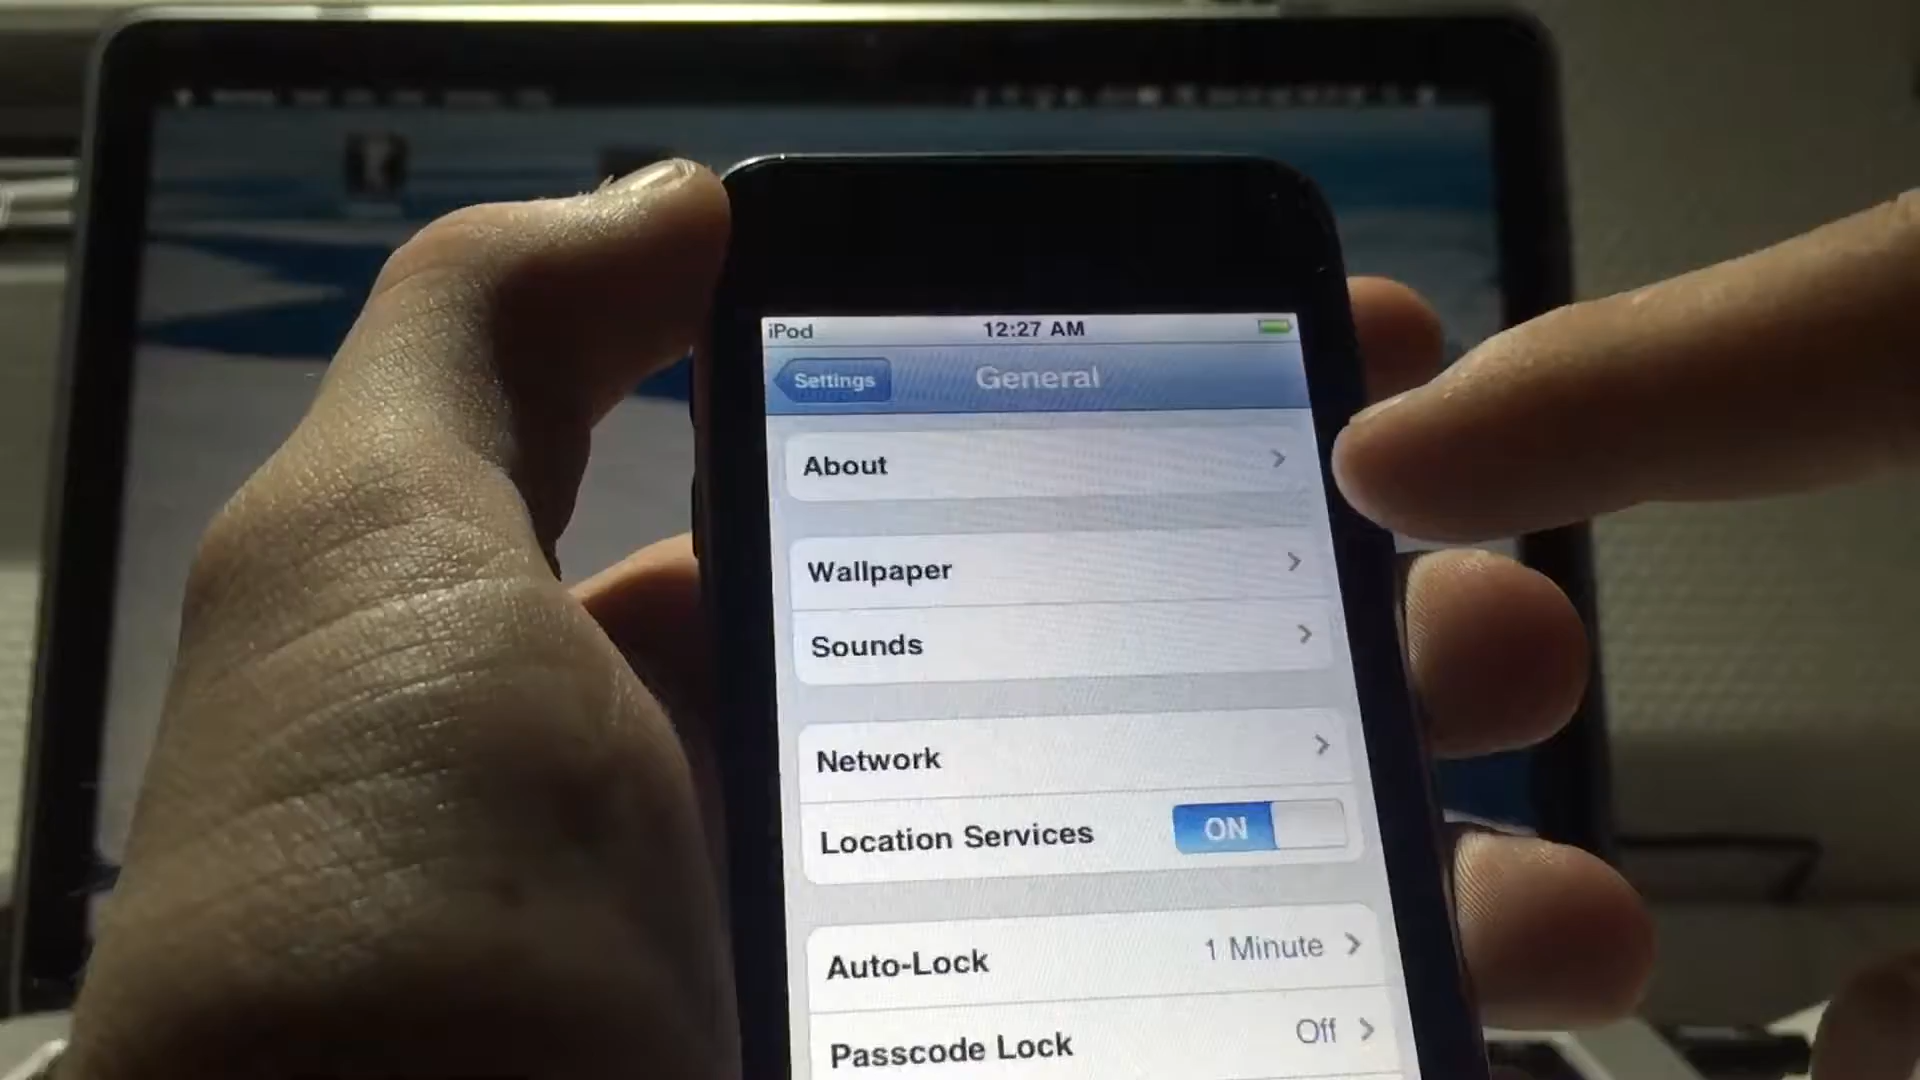 iPod 12:27 AM
Settings General
About
Wallpaper
Sounds
Network
Location Services ON
Auto-Lock 1 Minute
Passcode Lock Off